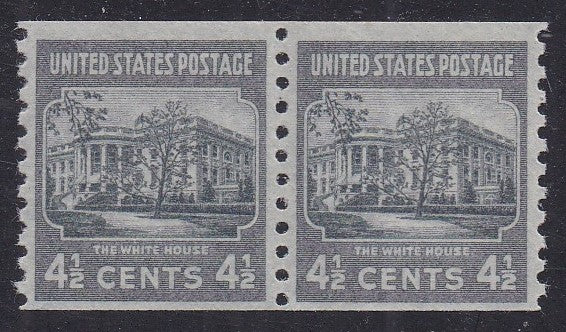 UNITED STATES POSTAGE
THE WHITE HOUSE
4½ CENTS 4½
UNITED STATES POSTAGE
THE WHITE HOUSE
4½ CENTS 4½